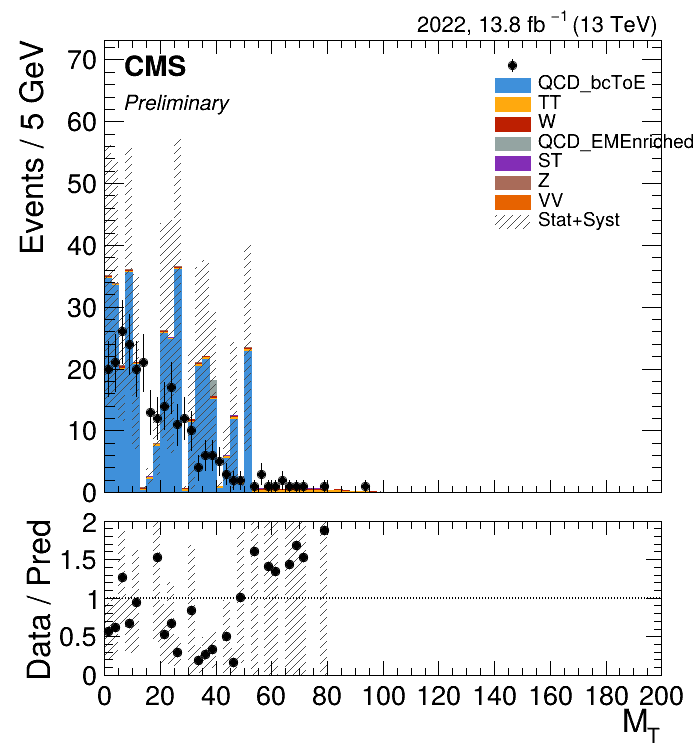 2022, 13.8 fb⁻¹ (13 TeV)
CMS
Preliminary
Events / 5 GeV
70
60
50
40
30
20
10
0
QCD_bcToE
TT
W
QCD_EMEnriched
ST
Z
VV
Stat+Syst
Data / Pred
2
1.5
1
0.5
0
0 20 40 60 80 100 120 140 160 180 200
M_T